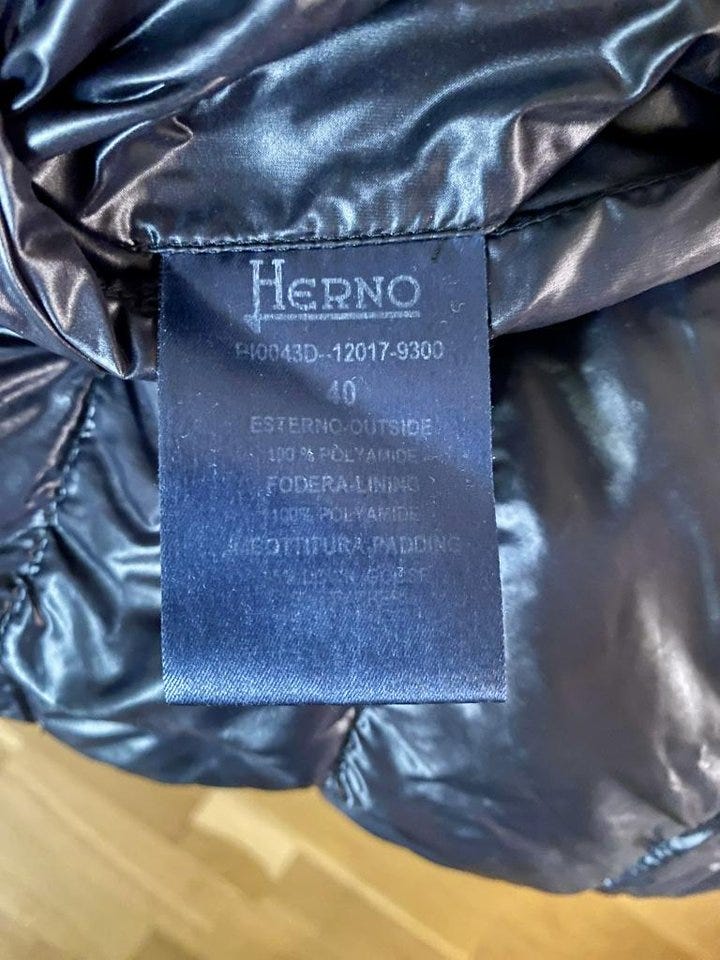 HERNO
PI0043D--12017-9300
40
ESTERNO-OUTSIDE
100 % POLYAMIDE
FODERA-LINING
100% POLYAMIDE
IMBOTTITURA-PADDING